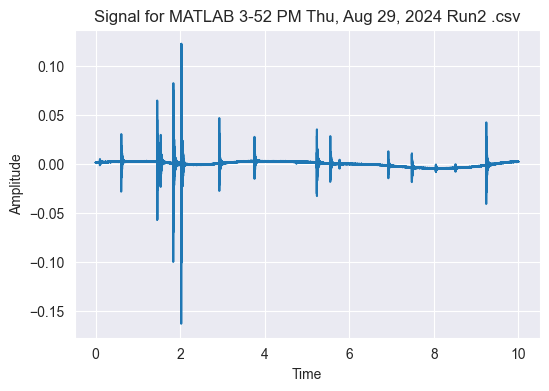 Signal for MATLAB 3-52 PM Thu, Aug 29, 2024 Run2 .csv
0.10
0.05
0.00
−0.05
−0.10
−0.15
Amplitude
0 2 4 6 8 10
Time